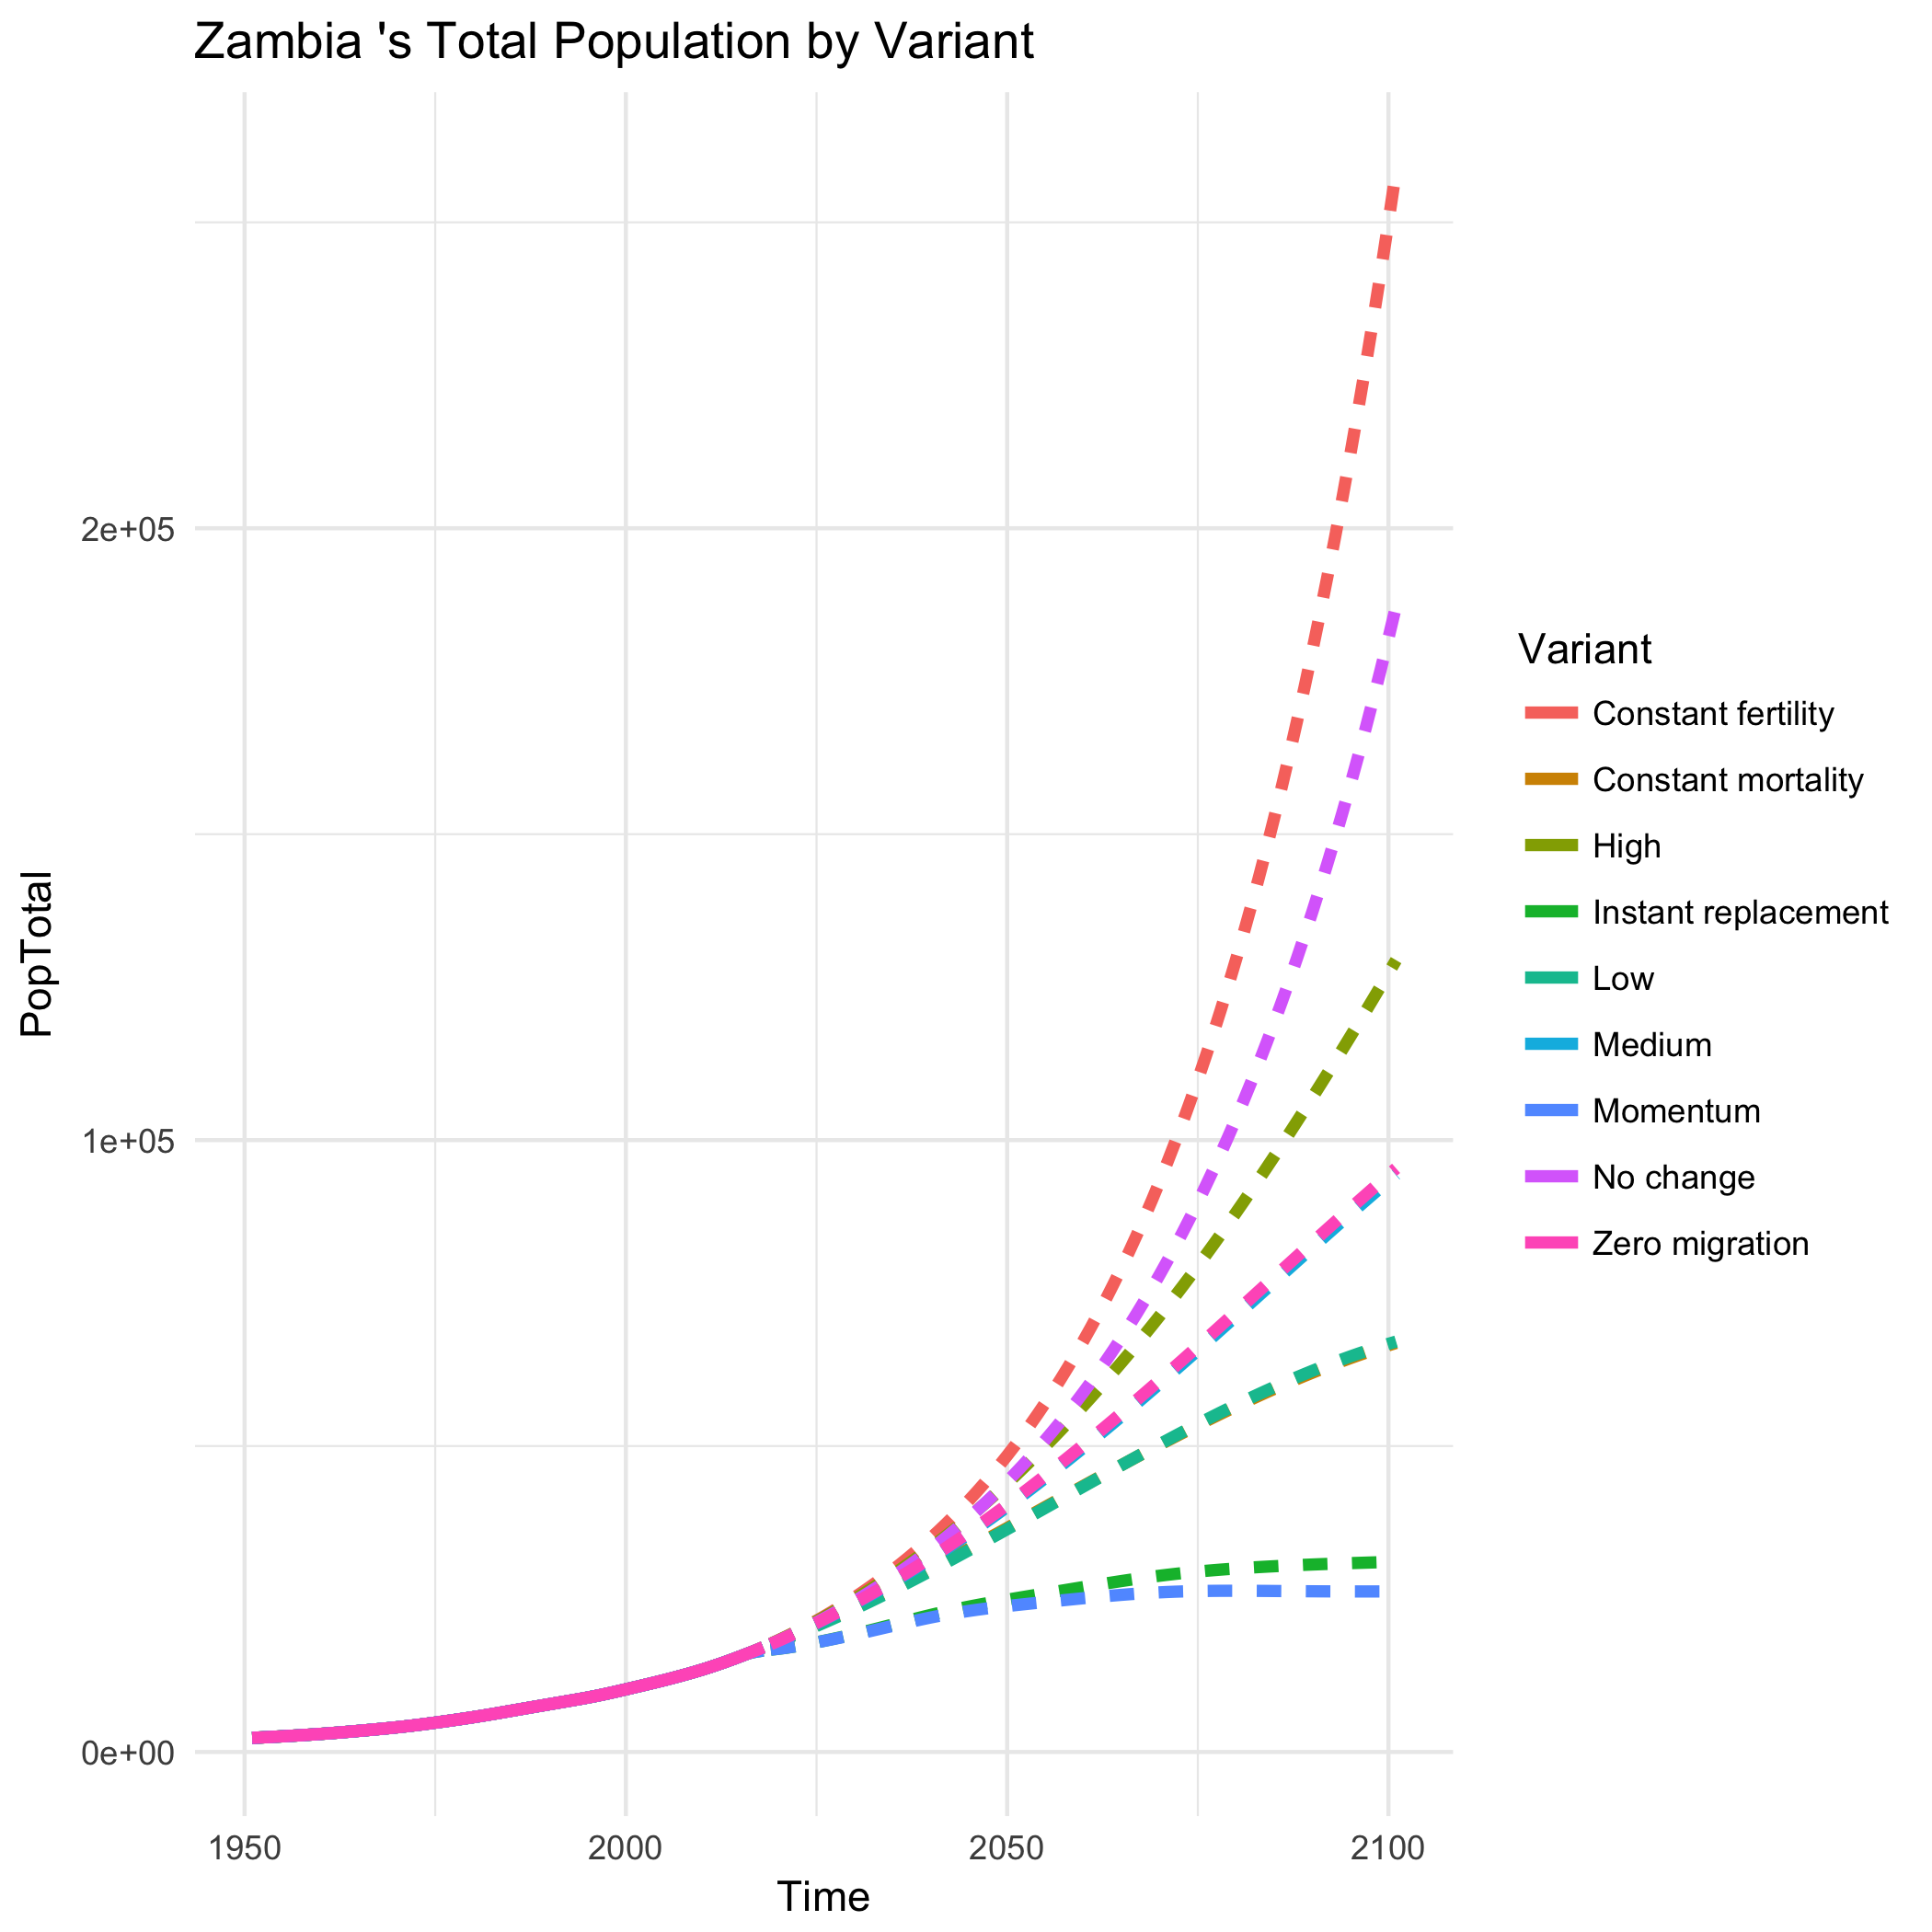 Zambia 's Total Population by Variant
PopTotal
2e+05
1e+05
0e+00
1950 2000 2050 2100
Time
Variant
Constant fertility
Constant mortality
High
Instant replacement
Low
Medium
Momentum
No change
Zero migration